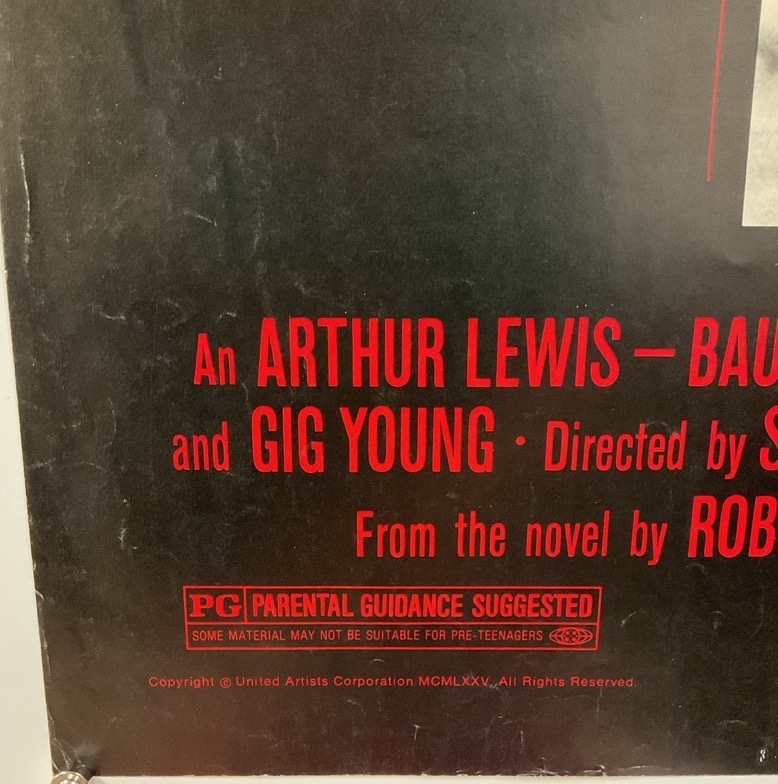 An ARTHUR LEWIS – BAU
and GIG YOUNG · Directed by S
From the novel by ROB
PG PARENTAL GUIDANCE SUGGESTED
SOME MATERIAL MAY NOT BE SUITABLE FOR PRE-TEENAGERS
Copyright © United Artists Corporation MCMLXXV. All Rights Reserved.